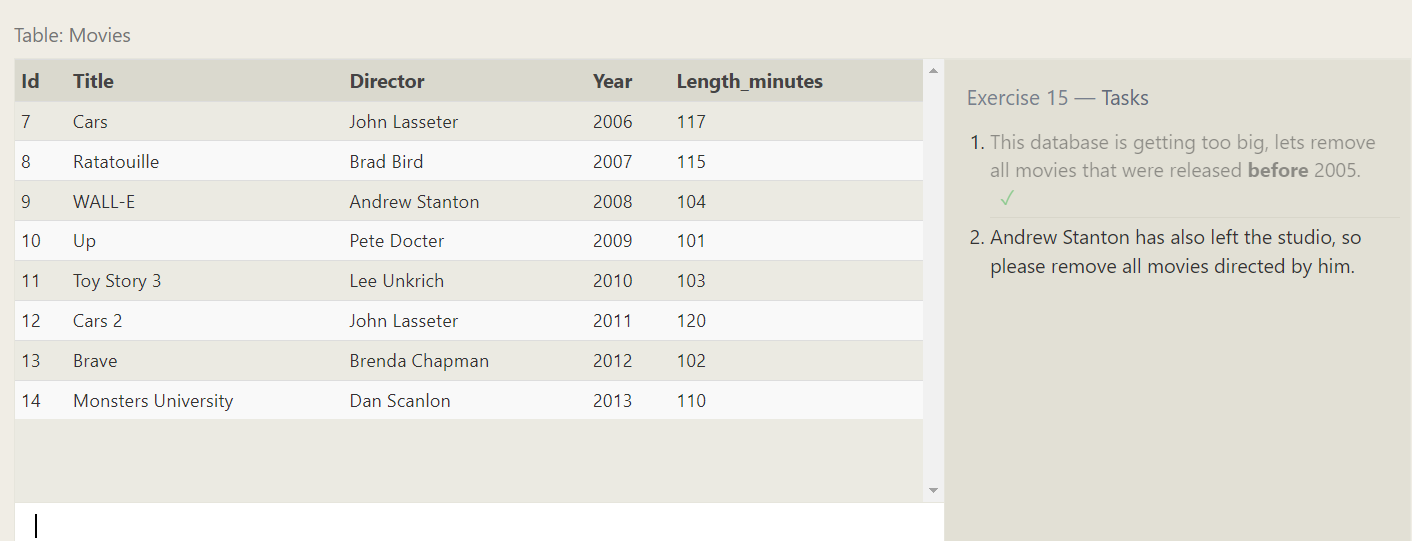 Table: Movies
Id Title Director Year Length_minutes
7 Cars John Lasseter 2006 117
8 Ratatouille Brad Bird 2007 115
9 WALL-E Andrew Stanton 2008 104
10 Up Pete Docter 2009 101
11 Toy Story 3 Lee Unkrich 2010 103
12 Cars 2 John Lasseter 2011 120
13 Brave Brenda Chapman 2012 102
14 Monsters University Dan Scanlon 2013 110
Exercise 15 — Tasks
1. This database is getting too big, lets remove
all movies that were released before 2005.
✓
2. Andrew Stanton has also left the studio, so
please remove all movies directed by him.